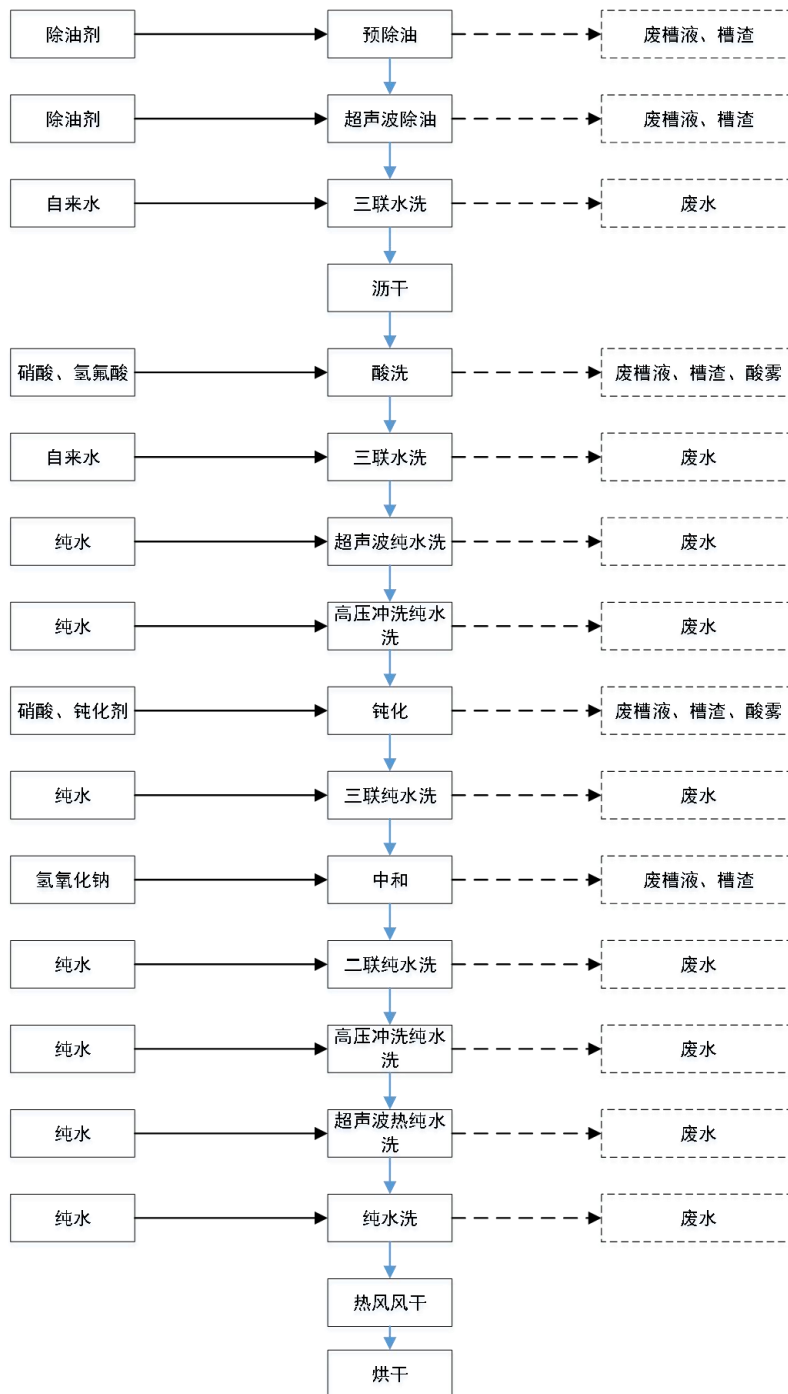 除油剂
预除油
废槽液、槽渣
除油剂
超声波除油
废槽液、槽渣
自来水
三联水洗
废水
沥干
硝酸、氢氟酸
酸洗
废槽液、槽渣、酸雾
自来水
三联水洗
废水
纯水
超声波纯水洗
废水
纯水
高压冲洗纯水
洗
废水
硝酸、钝化剂
钝化
废槽液、槽渣、酸雾
纯水
三联纯水洗
废水
氢氧化钠
中和
废槽液、槽渣
纯水
二联纯水洗
废水
纯水
高压冲洗纯水
洗
废水
纯水
超声波热纯水
洗
废水
纯水
纯水洗
废水
热风风干
烘干